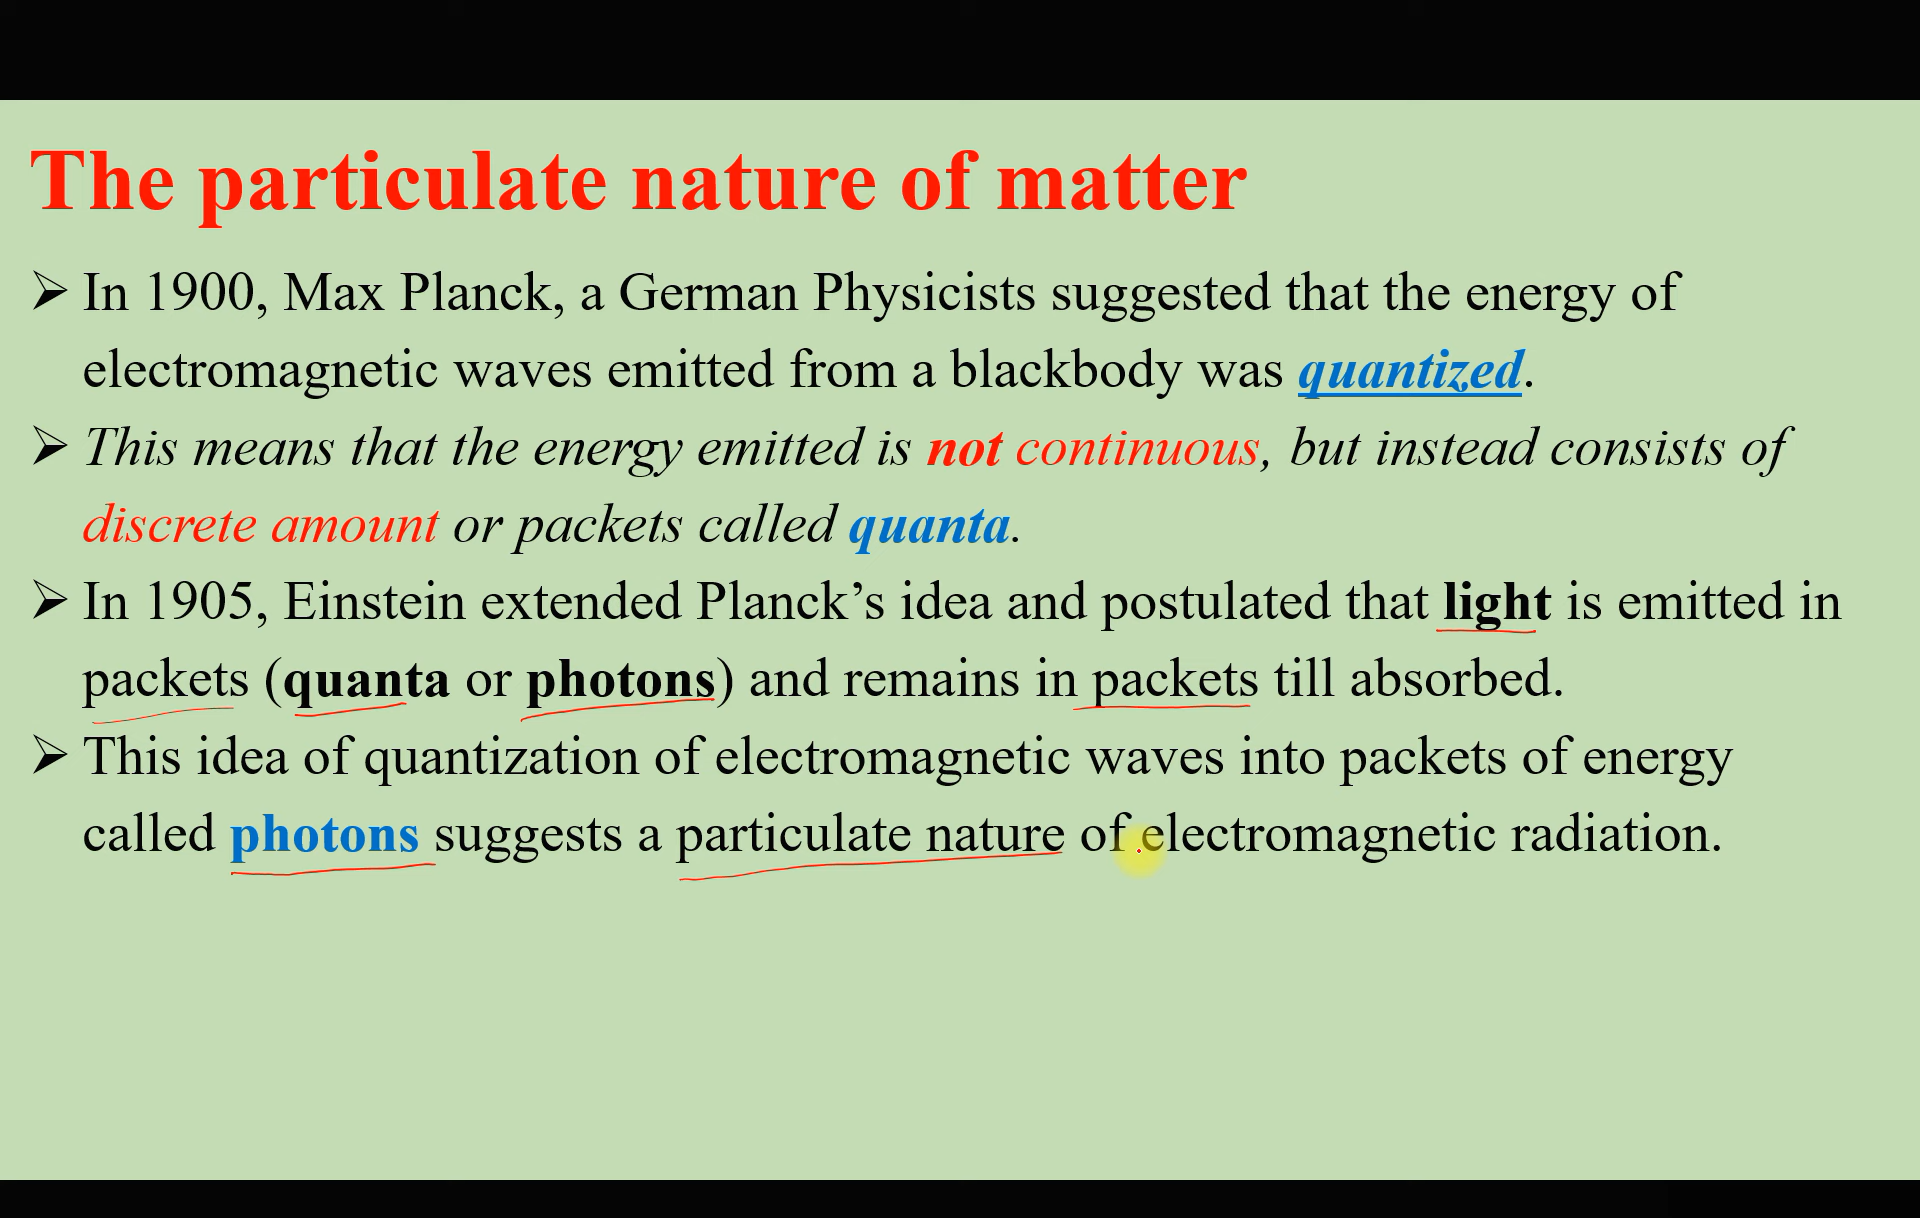 The particulate nature of matter
➢ In 1900, Max Planck, a German Physicists suggested that the energy of
electromagnetic waves emitted from a blackbody was quantized.
➢ This means that the energy emitted is not continuous, but instead consists of
discrete amount or packets called quanta.
➢ In 1905, Einstein extended Planck’s idea and postulated that light is emitted in
packets (quanta or photons) and remains in packets till absorbed.
➢ This idea of quantization of electromagnetic waves into packets of energy
called photons suggests a particulate nature of electromagnetic radiation.